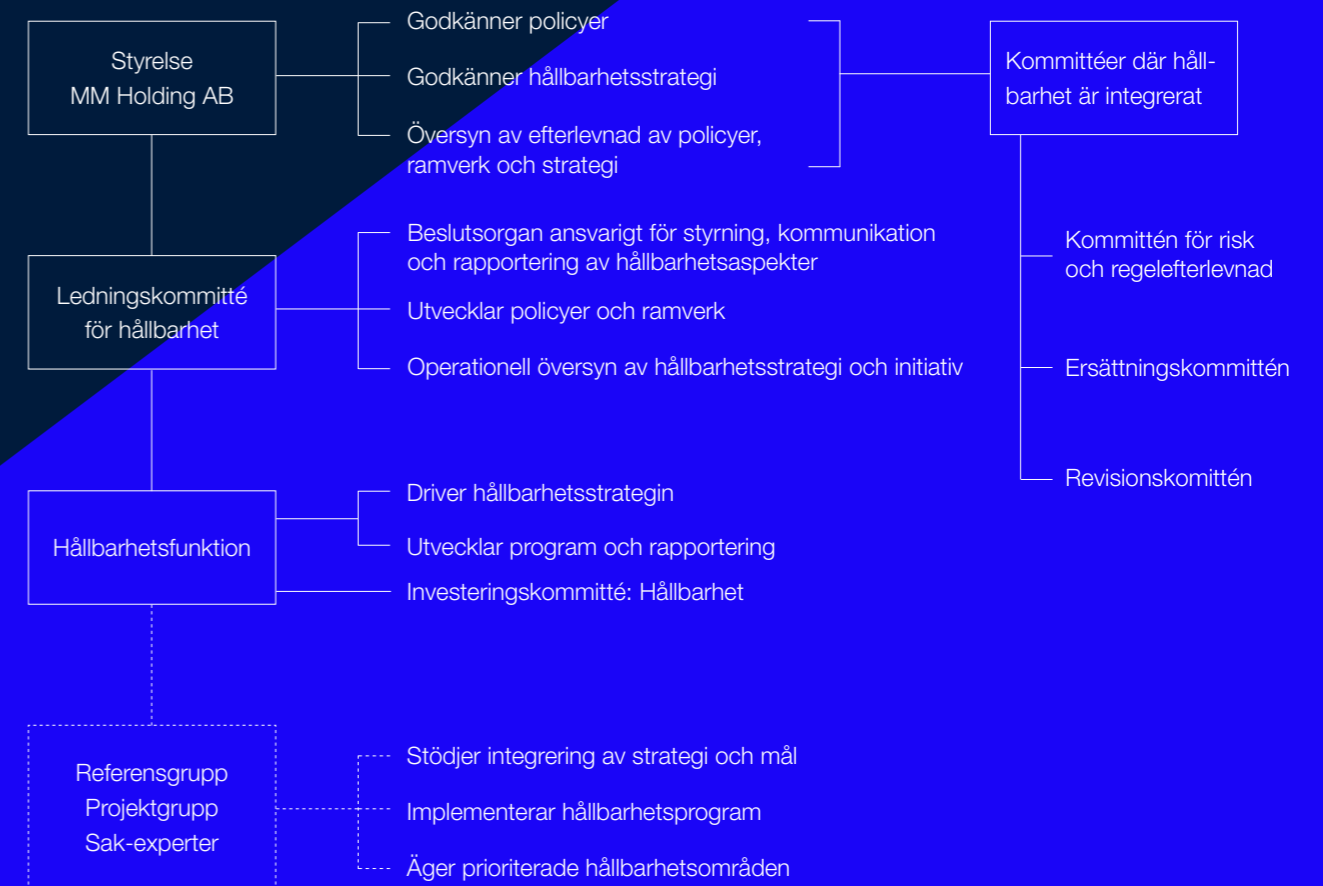 Styrelse
MM Holding AB
Godkänner policyer
Godkänner hållbarhetsstrategi
Översyn av efterlevnad av policyer,
ramverk och strategi
Kommittéer där håll-
barhet är integrerat
Kommittén för risk
och regelefterlevnad
Ersättningskommittén
Revisionskomittén
Ledningskommitté
för hållbarhet
Beslutsorgan ansvarigt för styrning, kommunikation
och rapportering av hållbarhetsaspekter
Utvecklar policyer och ramverk
Operationell översyn av hållbarhetsstrategi och initiativ
Hållbarhetsfunktion
Driver hållbarhetsstrategin
Utvecklar program och rapportering
Investeringskommitté: Hållbarhet
Referensgrupp
Projektgrupp
Sak-experter
Stödjer integrering av strategi och mål
Implementerar hållbarhetsprogram
Äger prioriterade hållbarhetsområden